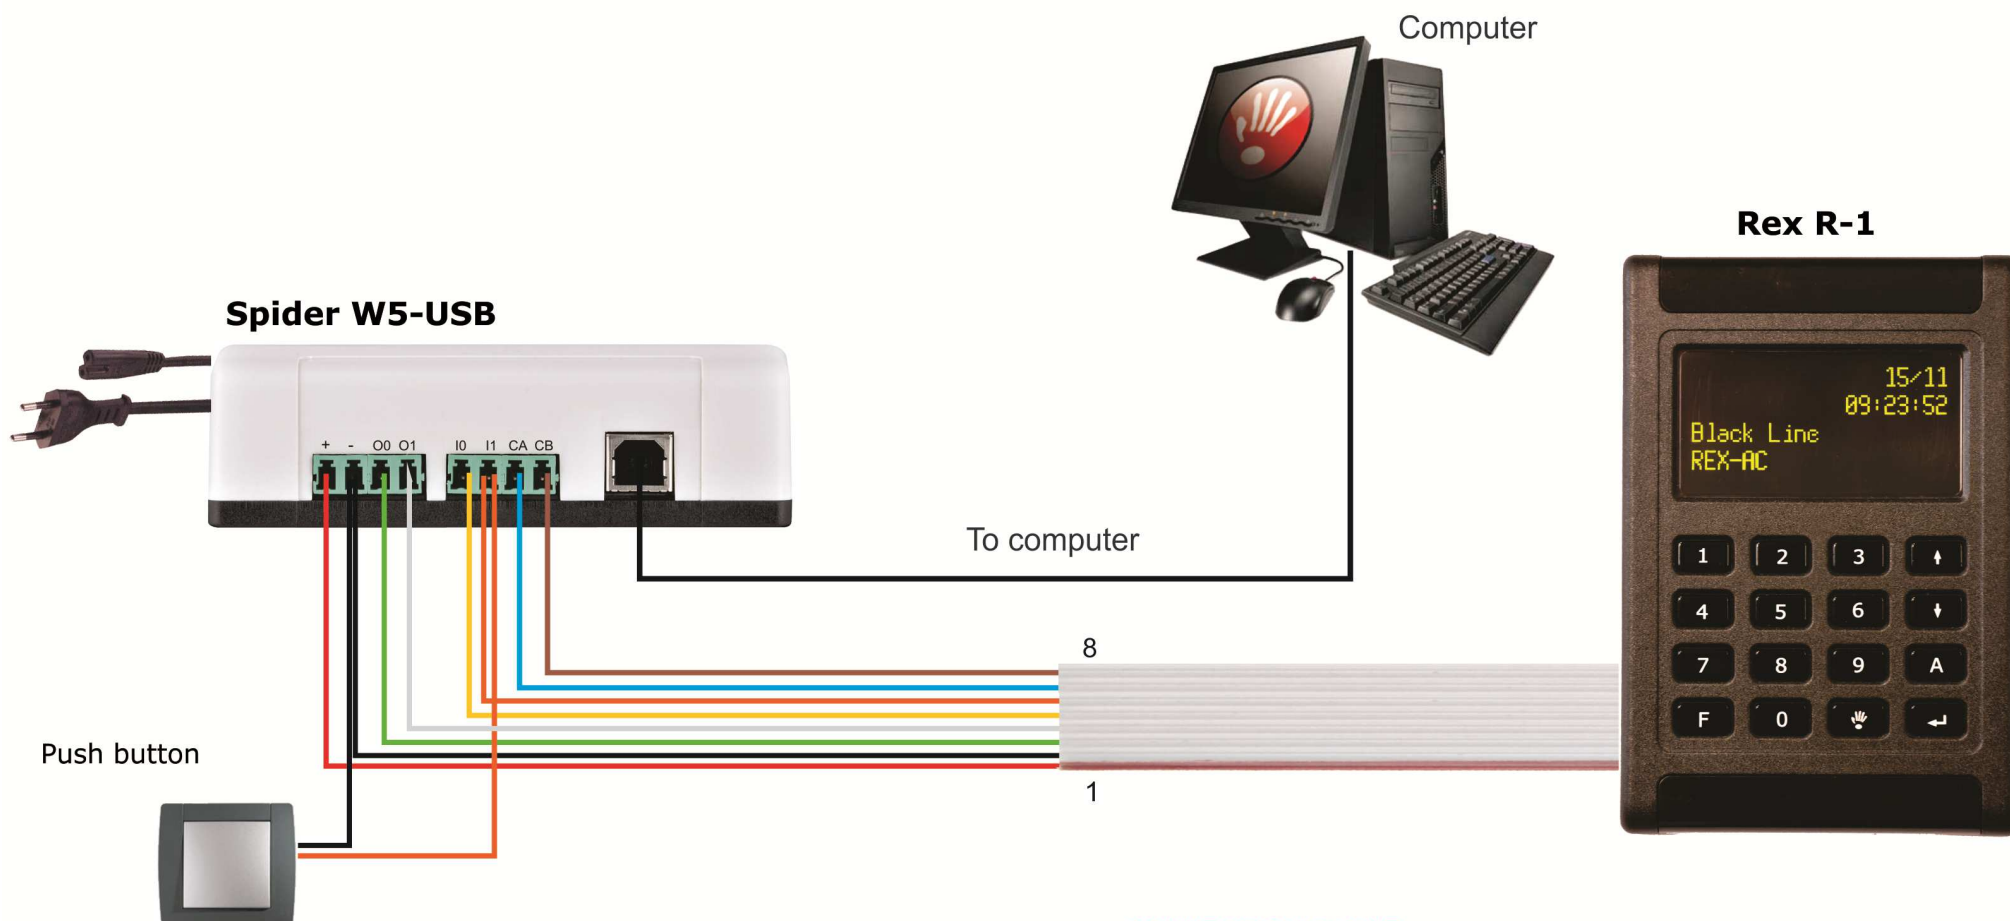 Computer
Rex R-1
Spider W5-USB
15/11
09:23:52
Black Line
REX-AC
+ - O0 O1 I0 I1 CA CB
To computer
1 2 3
4 5 6
7 8 9 A
F 0
8
Push button
1